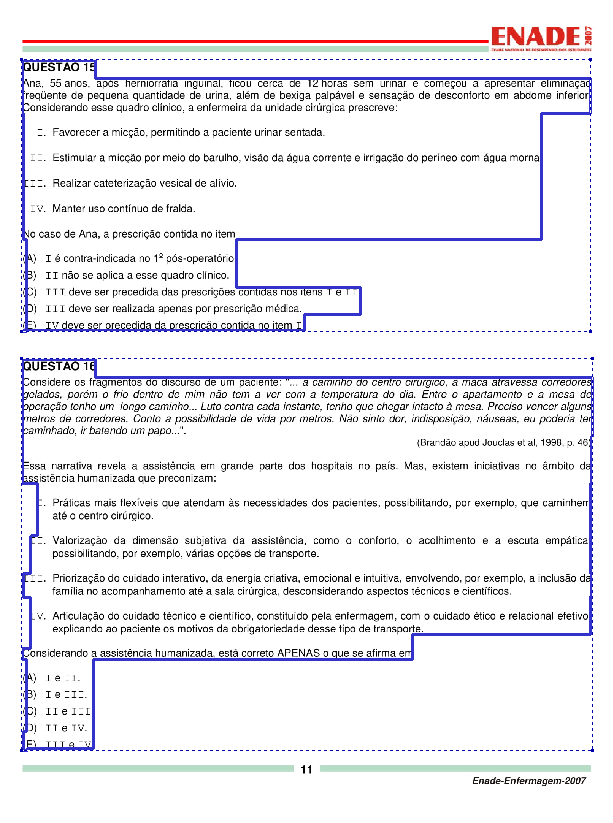 ENADE 2007
EXAME NACIONAL DE DESEMPENHO DOS ESTUDANTES
QUESTÃO 15
Ana, 55 anos, após herniorrafia inguinal, ficou cerca de 12 horas sem urinar e começou a apresentar eliminação
freqüente de pequena quantidade de urina, além de bexiga palpável e sensação de desconforto em abdome inferior.
Considerando esse quadro clínico, a enfermeira da unidade cirúrgica prescreve:
I. Favorecer a micção, permitindo a paciente urinar sentada.
II. Estimular a micção por meio do barulho, visão da água corrente e irrigação do períneo com água morna.
III. Realizar cateterização vesical de alívio.
IV. Manter uso contínuo de fralda.
No caso de Ana, a prescrição contida no item
(A) I é contra-indicada no 1º pós-operatório.
(B) II não se aplica a esse quadro clínico.
(C) III deve ser precedida das prescrições contidas nos itens I e II.
(D) III deve ser realizada apenas por prescrição médica.
(E) IV deve ser precedida da prescrição contida no item I.
QUESTÃO 16
Considere os fragmentos do discurso de um paciente: "... a caminho do centro cirúrgico, a maca atravessa corredores
gelados, porém o frio dentro de mim não tem a ver com a temperatura do dia. Entre o apartamento e a mesa de
operação tenho um longo caminho... Luto contra cada instante, tenho que chegar intacto à mesa. Preciso vencer alguns
metros de corredores. Conto a possibilidade de vida por metros. Não sinto dor, indisposição, náuseas, eu poderia ter
caminhado, ir batendo um papo...".
(Brandão apud Jouclas et al, 1998, p. 46)
Essa narrativa revela a assistência em grande parte dos hospitais no país. Mas, existem iniciativas no âmbito da
assistência humanizada que preconizam:
I. Práticas mais flexíveis que atendam às necessidades dos pacientes, possibilitando, por exemplo, que caminhem
até o centro cirúrgico.
II. Valorização da dimensão subjetiva da assistência, como o conforto, o acolhimento e a escuta empática,
possibilitando, por exemplo, várias opções de transporte.
III. Priorização do cuidado interativo, da energia criativa, emocional e intuitiva, envolvendo, por exemplo, a inclusão da
família no acompanhamento até a sala cirúrgica, desconsiderando aspectos técnicos e científicos.
IV. Articulação do cuidado técnico e científico, constituído pela enfermagem, com o cuidado ético e relacional efetivo,
explicando ao paciente os motivos da obrigatoriedade desse tipo de transporte.
Considerando a assistência humanizada, está correto APENAS o que se afirma em
(A) I e II.
(B) I e III.
(C) II e III.
(D) II e IV.
(E) III e IV.
11
Enade-Enfermagem-2007